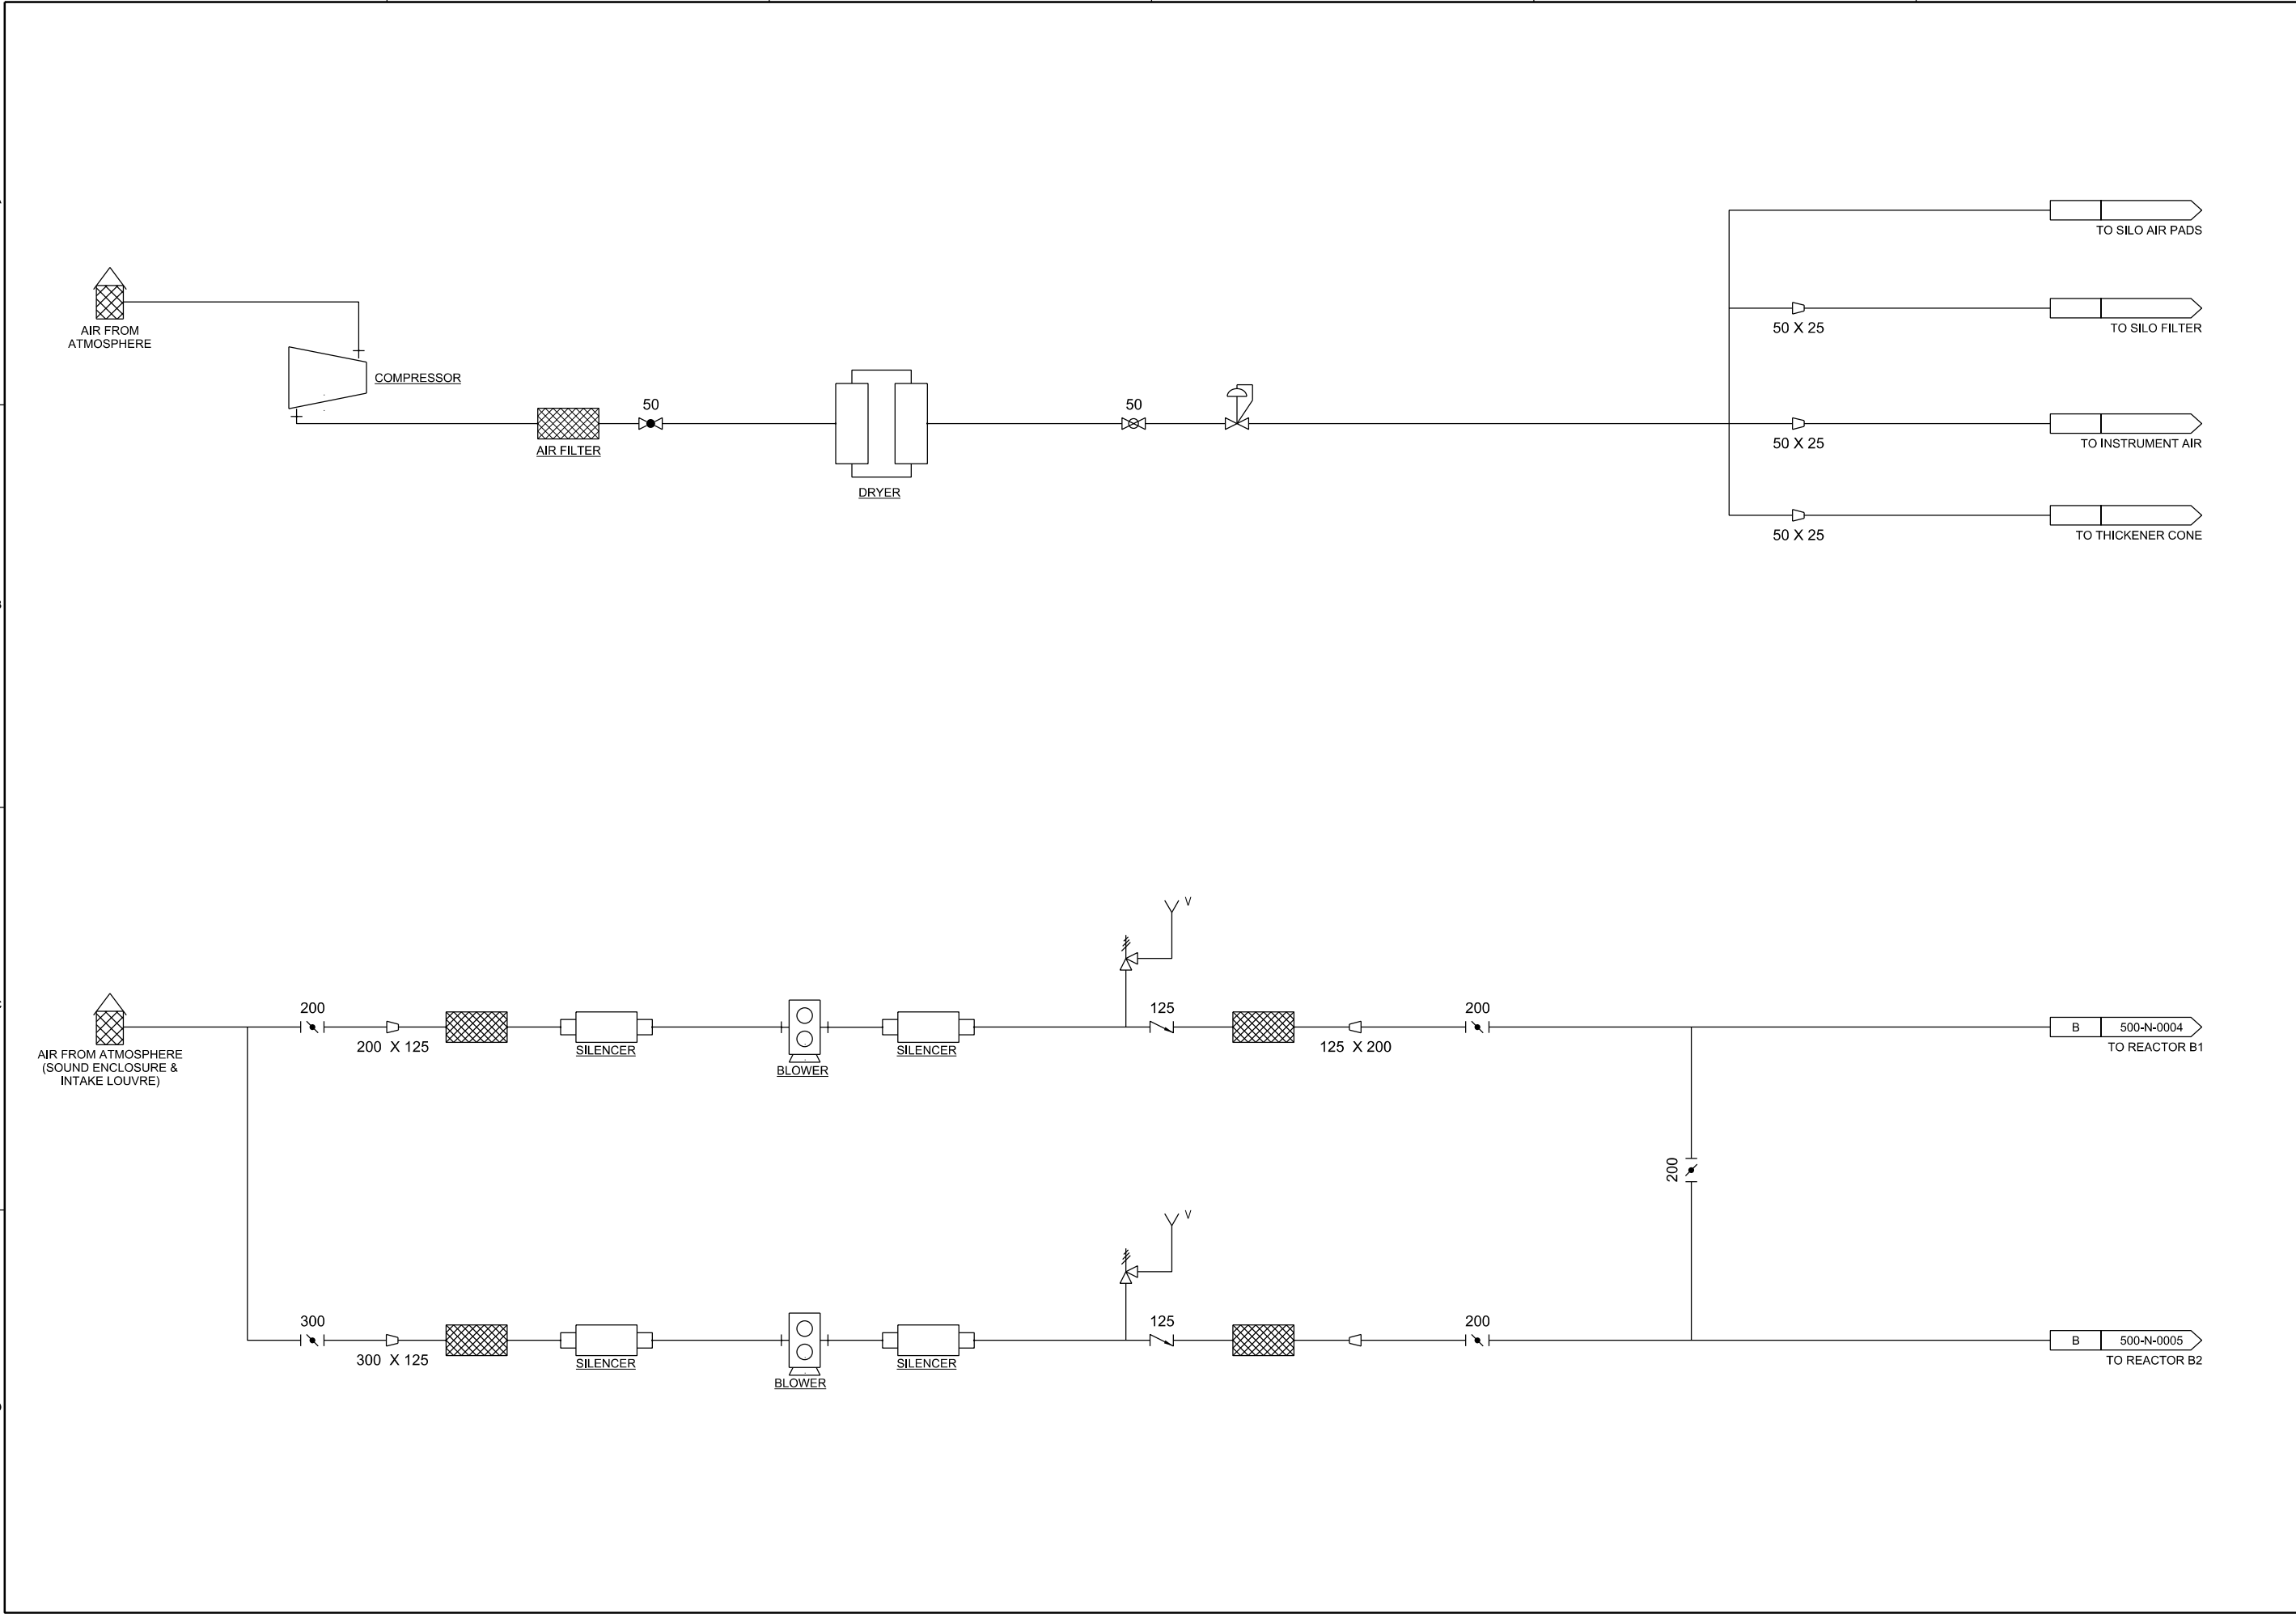 TO SILO AIR PADS
AIR FROM
ATMOSPHERE
50 X 25
TO SILO FILTER
COMPRESSOR
50
50
AIR FILTER
50 X 25
TO INSTRUMENT AIR
DRYER
50 X 25
TO THICKENER CONE
V
200
125
200
200 X 125
125 X 200
B
500-N-0004
AIR FROM ATMOSPHERE
(SOUND ENCLOSURE &
INTAKE LOUVRE)
SILENCER
BLOWER
SILENCER
TO REACTOR B1
200
V
300
125
200
300 X 125
B
500-N-0005
SILENCER
BLOWER
SILENCER
TO REACTOR B2